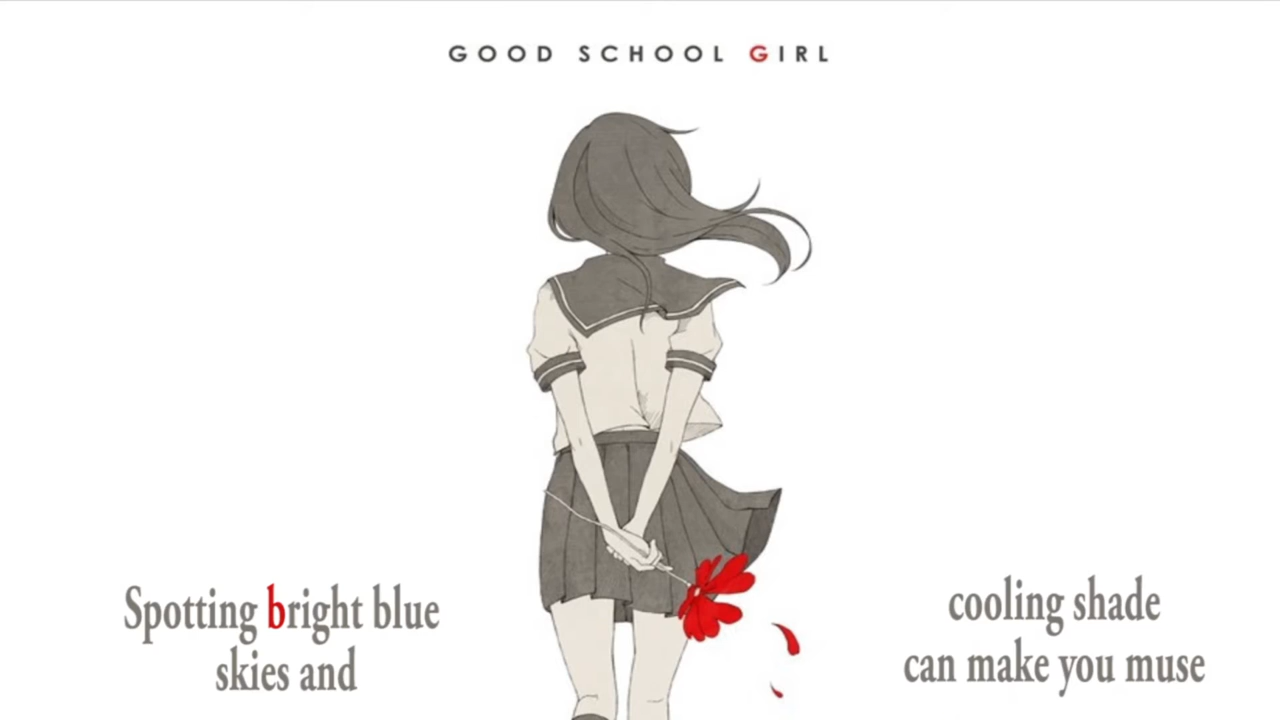 GOOD SCHOOL GIRL
Spotting bright blue
skies and
cooling shade
can make you muse